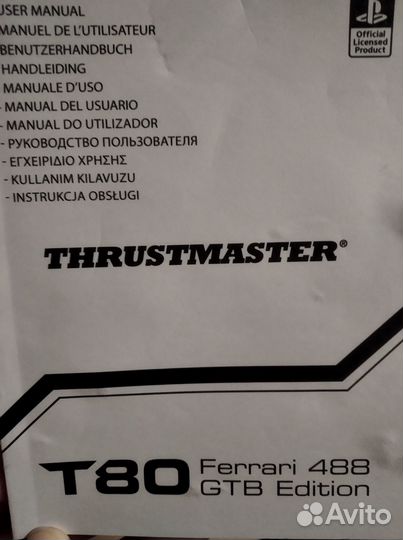 USER MANUAL
MANUEL DE L'UTILISATEUR
BENUTZERHANDBUCH
HANDLEIDING
MANUALE D'USO
- MANUAL DEL USUARIO
- MANUAL DO UTILIZADOR
- РУКОВОДСТВО ПОЛЬЗОВАТЕЛЯ
- ΕΓΧΕΙΡΙΔΙΟ ΧΡΗΣΗΣ
- KULLANIM KILAVUZU
- INSTRUKCJA OBSŁUGI
Official
Licensed
Product
THRUSTMASTER®
T80 Ferrari 488
GTB Edition
Avito